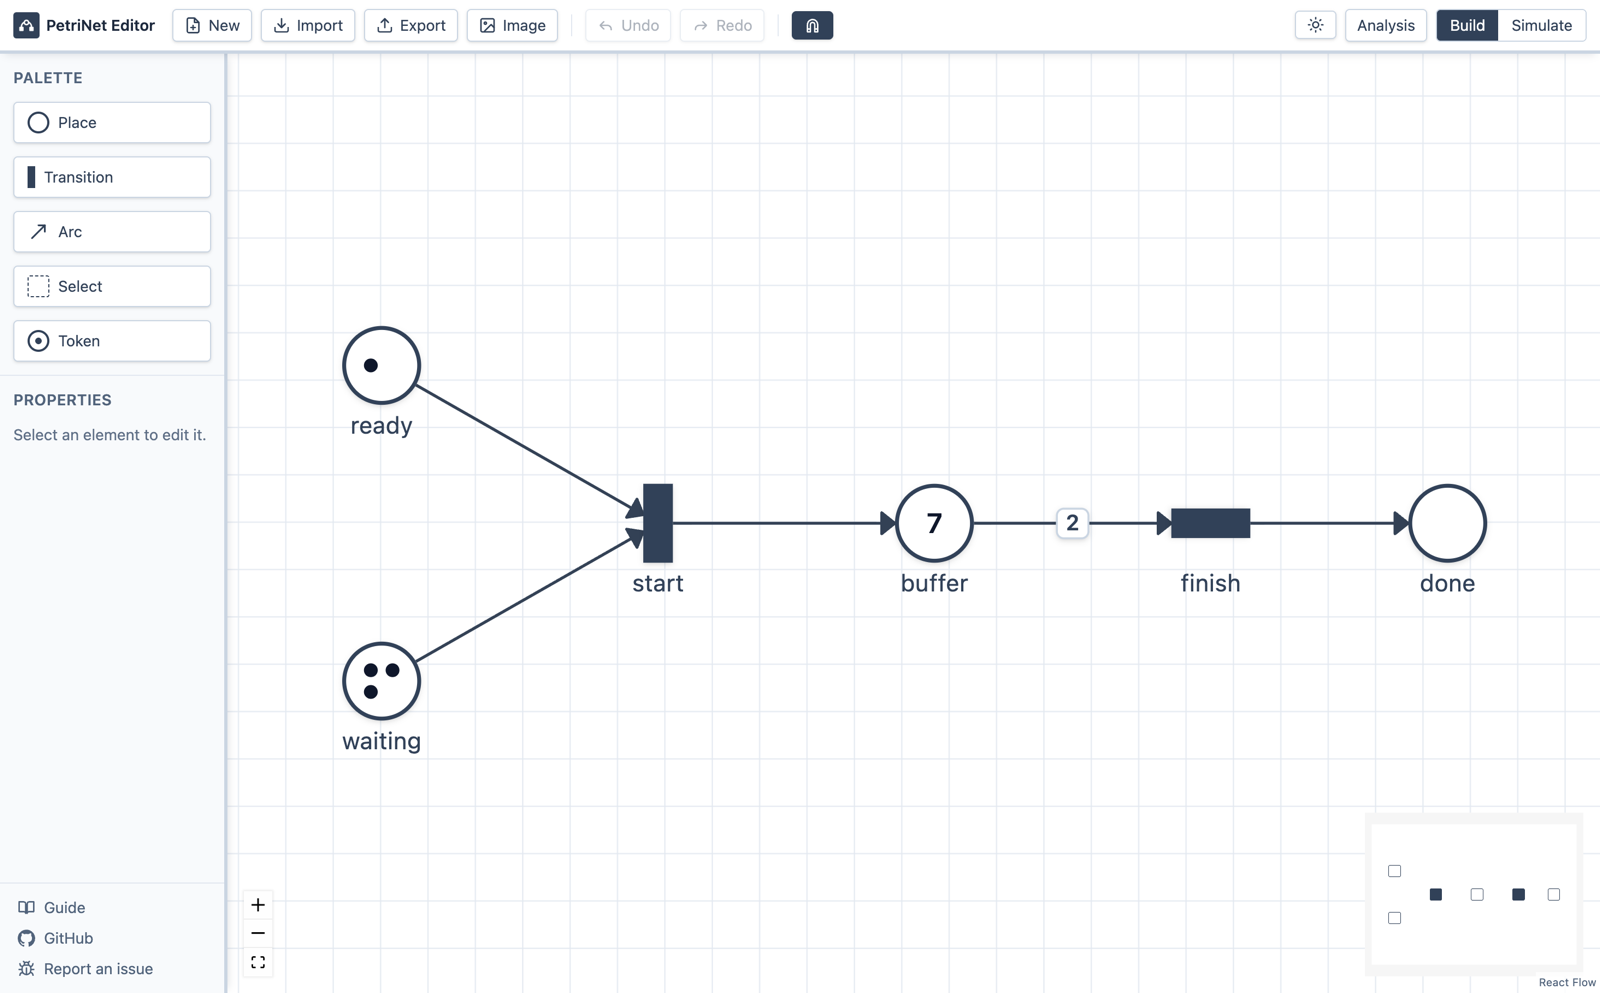 PetriNet Editor
New
Import
Export
Image
Undo
Redo
Analysis
Build
Simulate
PALETTE
Place
Transition
Arc
Select
Token
PROPERTIES
Select an element to edit it.
ready
waiting
start
7
buffer
2
finish
done
Guide
GitHub
Report an issue
React Flow